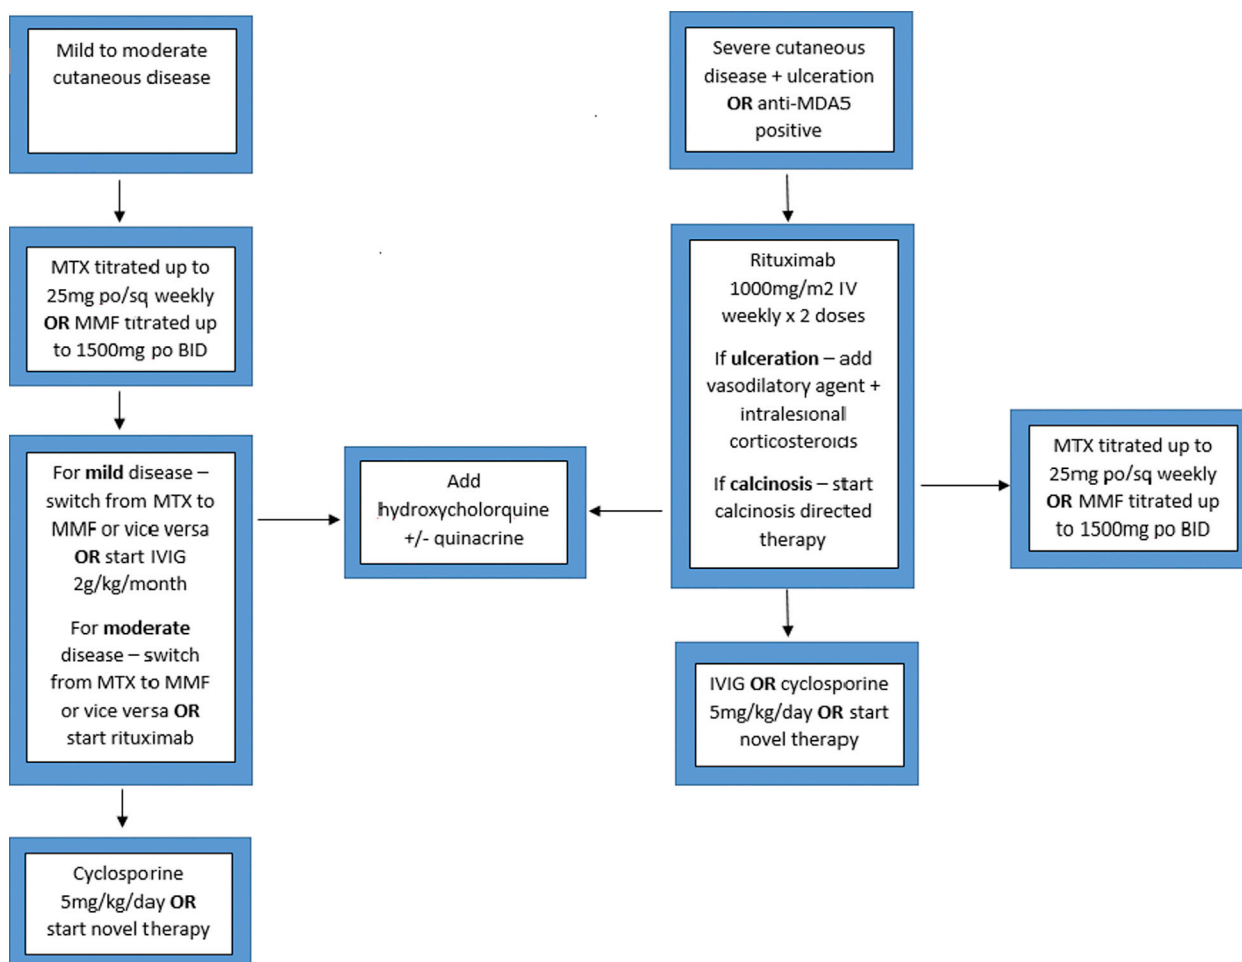 Mild to moderate
cutaneous disease
MTX titrated up to
25mg po/sq weekly
OR MMF titrated up
to 1500mg po BID
For mild disease –
switch from MTX to
MMF or vice versa
OR start IVIG
2g/kg/month
For moderate
disease – switch
from MTX to MMF
or vice versa OR
start rituximab
Cyclosporine
5mg/kg/day OR
start novel therapy
Add
hydroxycholorquine
+/- quinacrine
Severe cutaneous
disease + ulceration
OR anti-MDA5
positive
Rituximab
1000mg/m2 IV
weekly x 2 doses
If ulceration – add
vasodilatory agent +
intralesional
corticosteroids
If calcinosis – start
calcinosis directed
therapy
IVIG OR cyclosporine
5mg/kg/day OR start
novel therapy
MTX titrated up to
25mg po/sq weekly
OR MMF titrated up
to 1500mg po BID